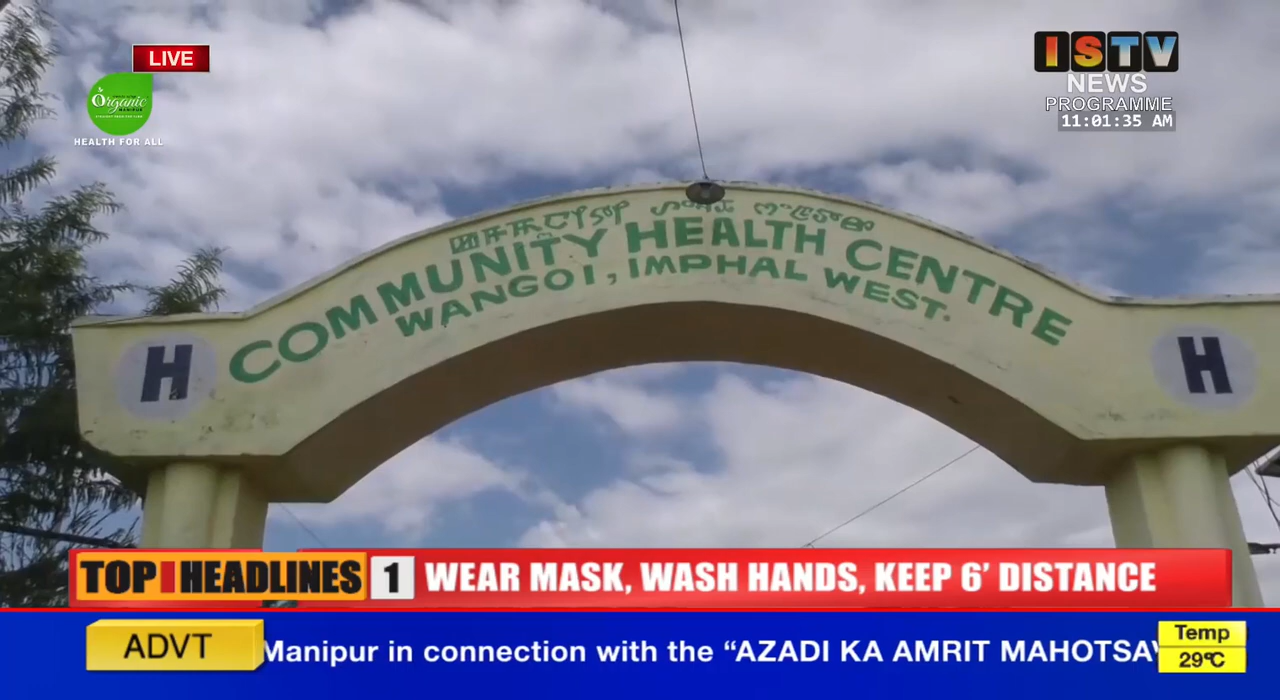 LIVE
Organic
MANIPUR
HEALTH FOR ALL
ISTV
NEWS
PROGRAMME
11:01:35 AM
COMMUNITY HEALTH CENTRE
WANGOI, IMPHAL WEST.
H
H
TOP HEADLINES 1 WEAR MASK, WASH HANDS, KEEP 6' DISTANCE
ADVT Manipur in connection with the “AZADI KA AMRIT MAHOTSAV
Temp
29°C